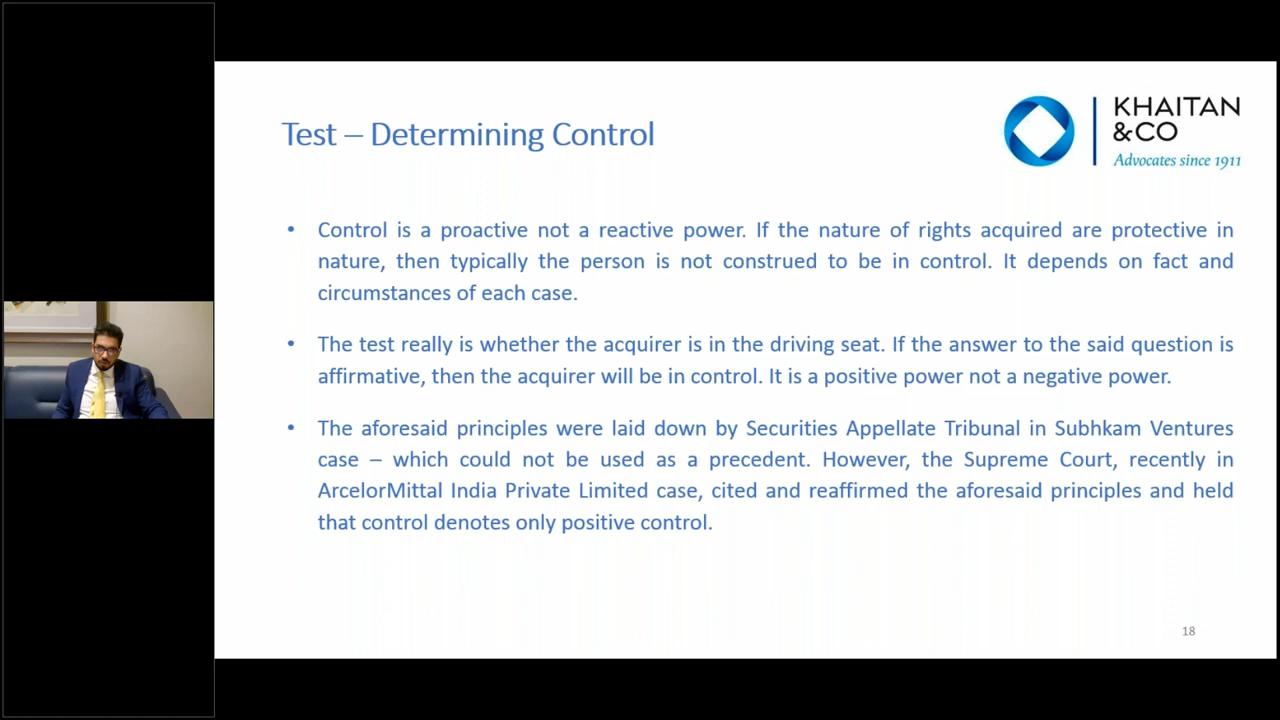 Test – Determining Control
KHAITAN
&CO
Advocates since 1911
• Control is a proactive not a reactive power. If the nature of rights acquired are protective in
nature, then typically the person is not construed to be in control. It depends on fact and
circumstances of each case.
• The test really is whether the acquirer is in the driving seat. If the answer to the said question is
affirmative, then the acquirer will be in control. It is a positive power not a negative power.
• The aforesaid principles were laid down by Securities Appellate Tribunal in Subhkam Ventures
case – which could not be used as a precedent. However, the Supreme Court, recently in
ArcelorMittal India Private Limited case, cited and reaffirmed the aforesaid principles and held
that control denotes only positive control.
18